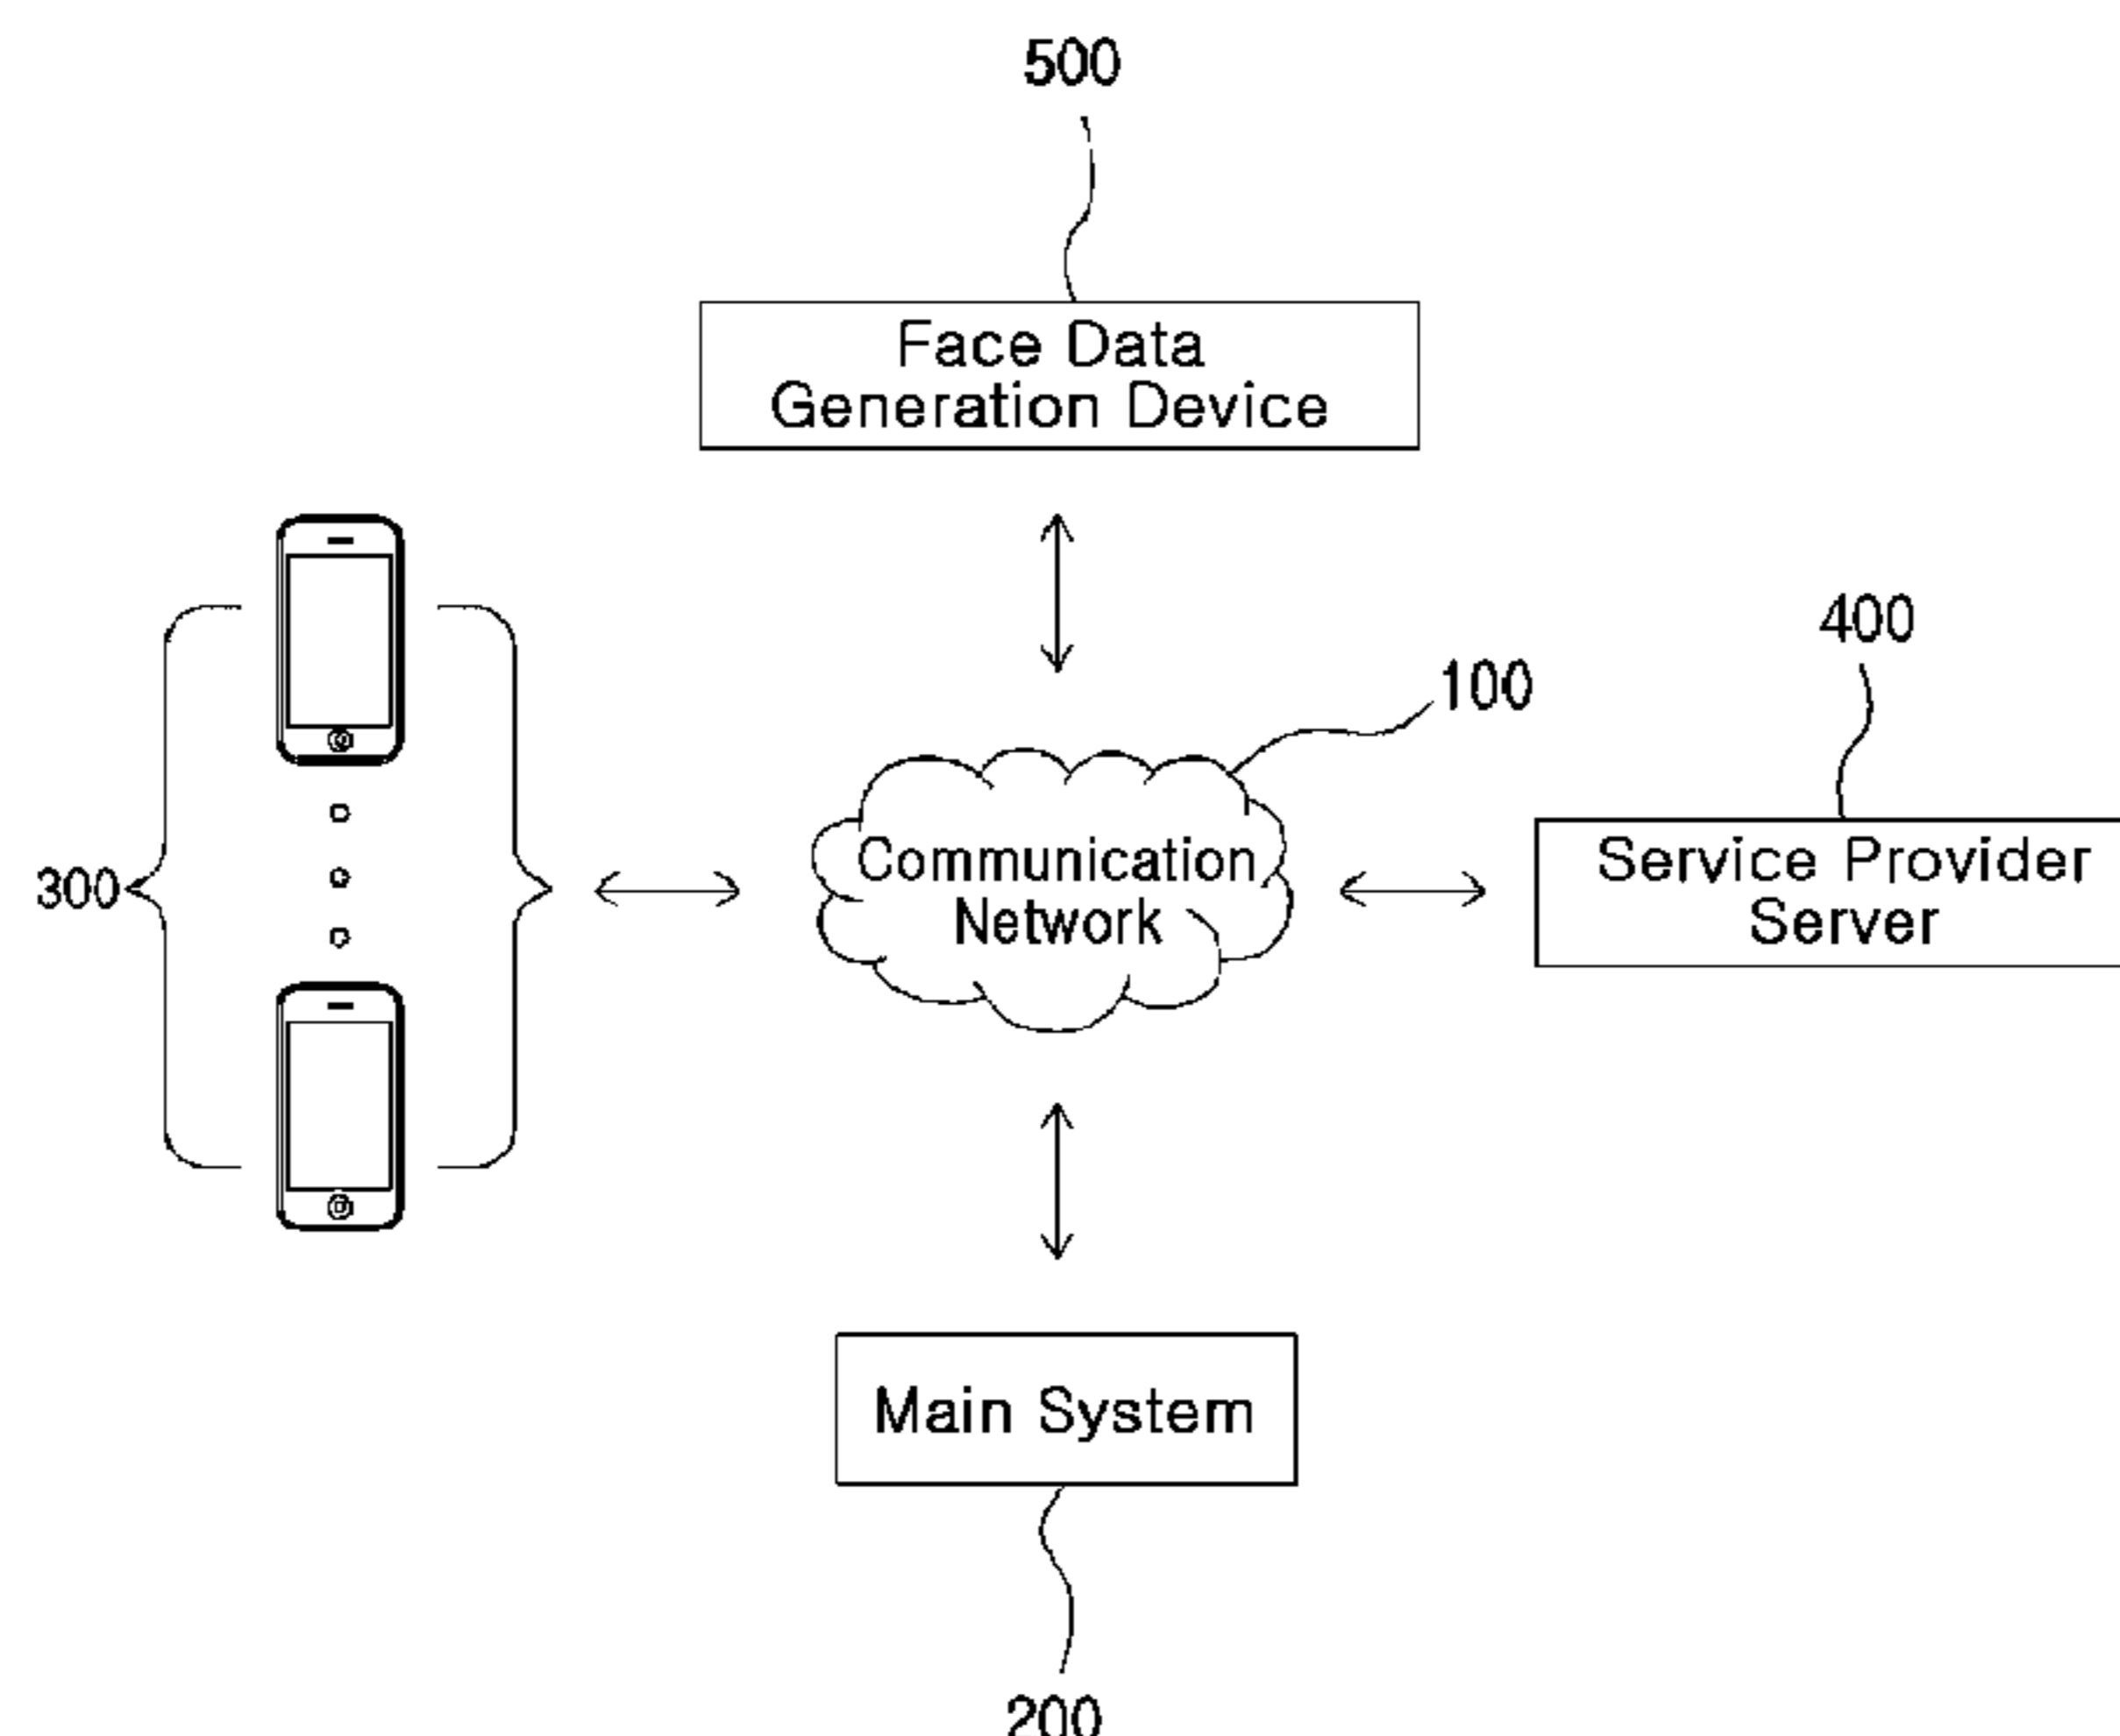 500
Face Data
Generation Device
400
100
300
Communication
Network
Service Provider
Server
Main System
200